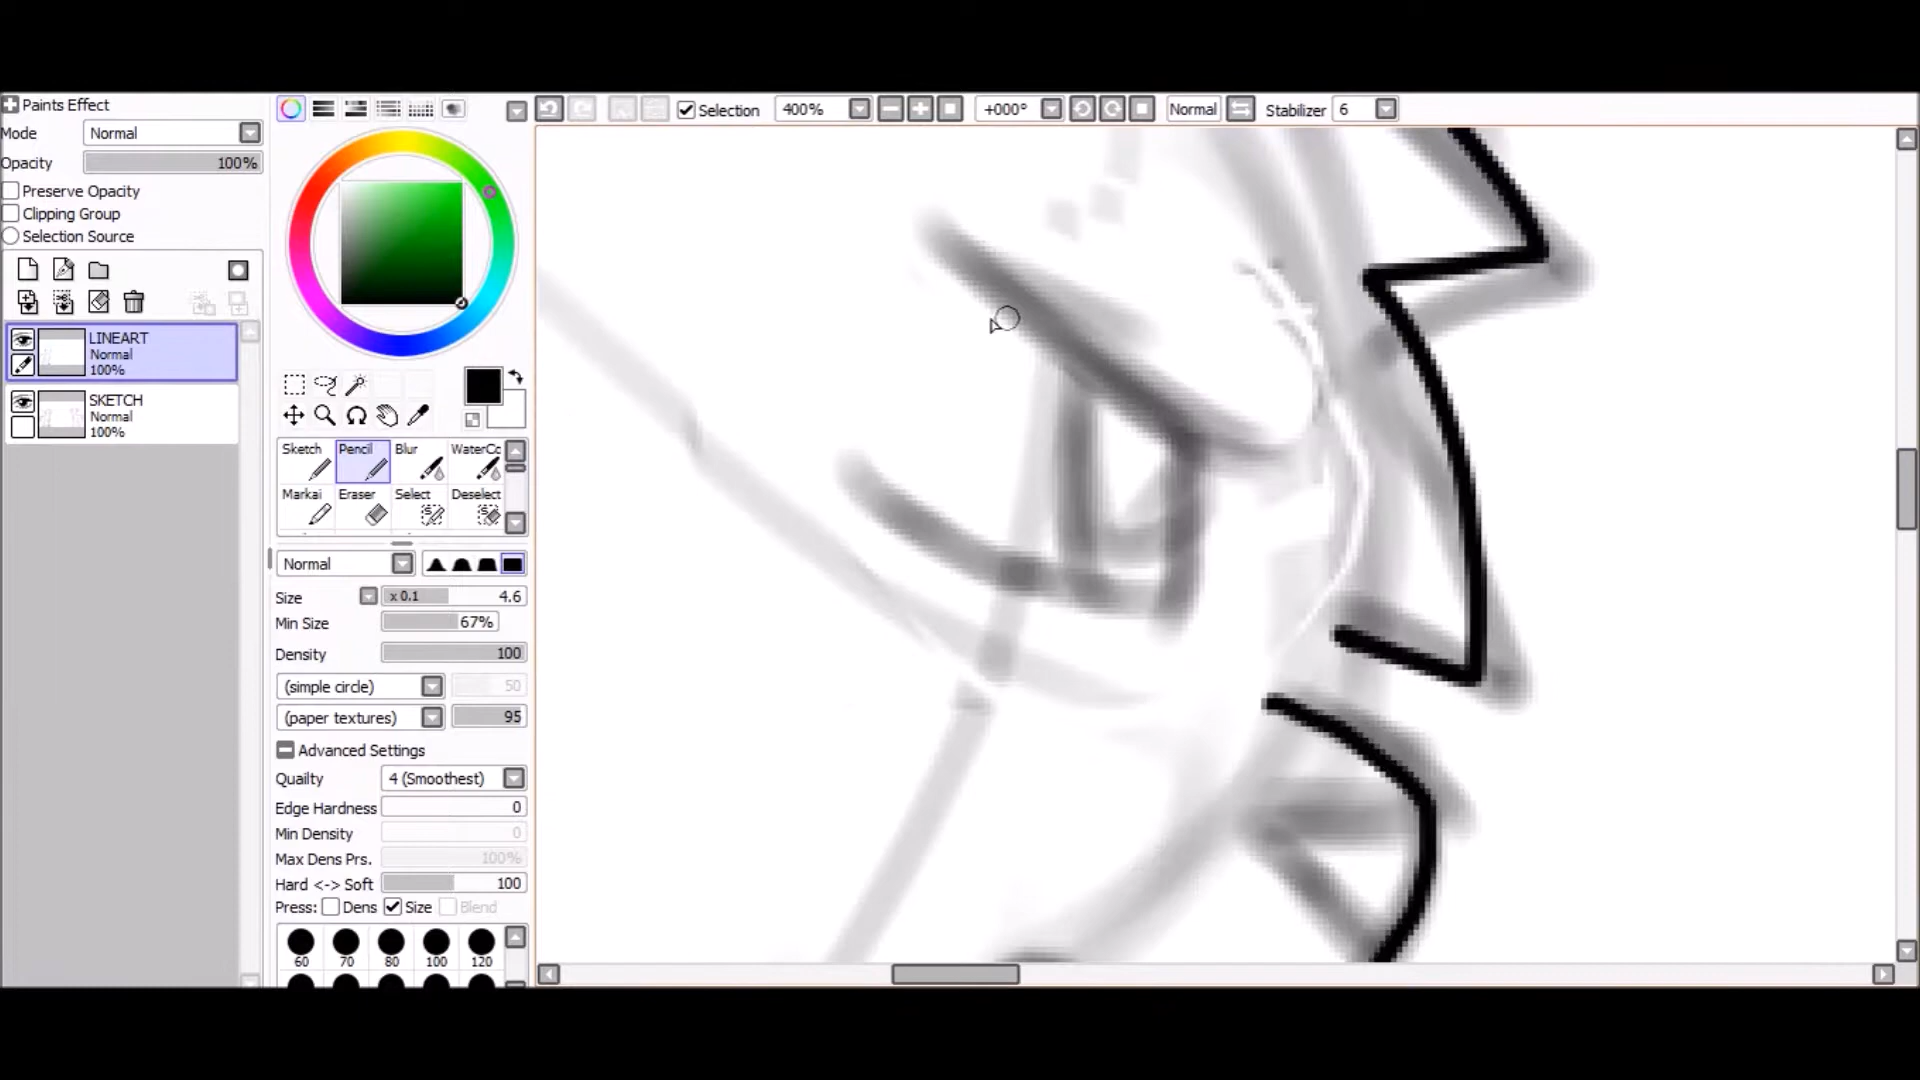 Paints Effect
Mode Normal
Opacity 100%
Preserve Opacity
Clipping Group
Selection Source
LINEART
Normal
100%
SKETCH
Normal
100%
Selection 400% +000° Normal Stabilizer 6
Sketch Pencil Blur WaterCc
Markai Eraser Select Deselect
Normal
Size x 0.1 4.6
Min Size 67%
Density 100
(simple circle) 50
(paper textures) 95
Advanced Settings
Quailty 4 (Smoothest)
Edge Hardness 0
Min Density 0
Max Dens Prs. 100%
Hard <-> Soft 100
Press: Dens Size Blend
60 70 80 100 120